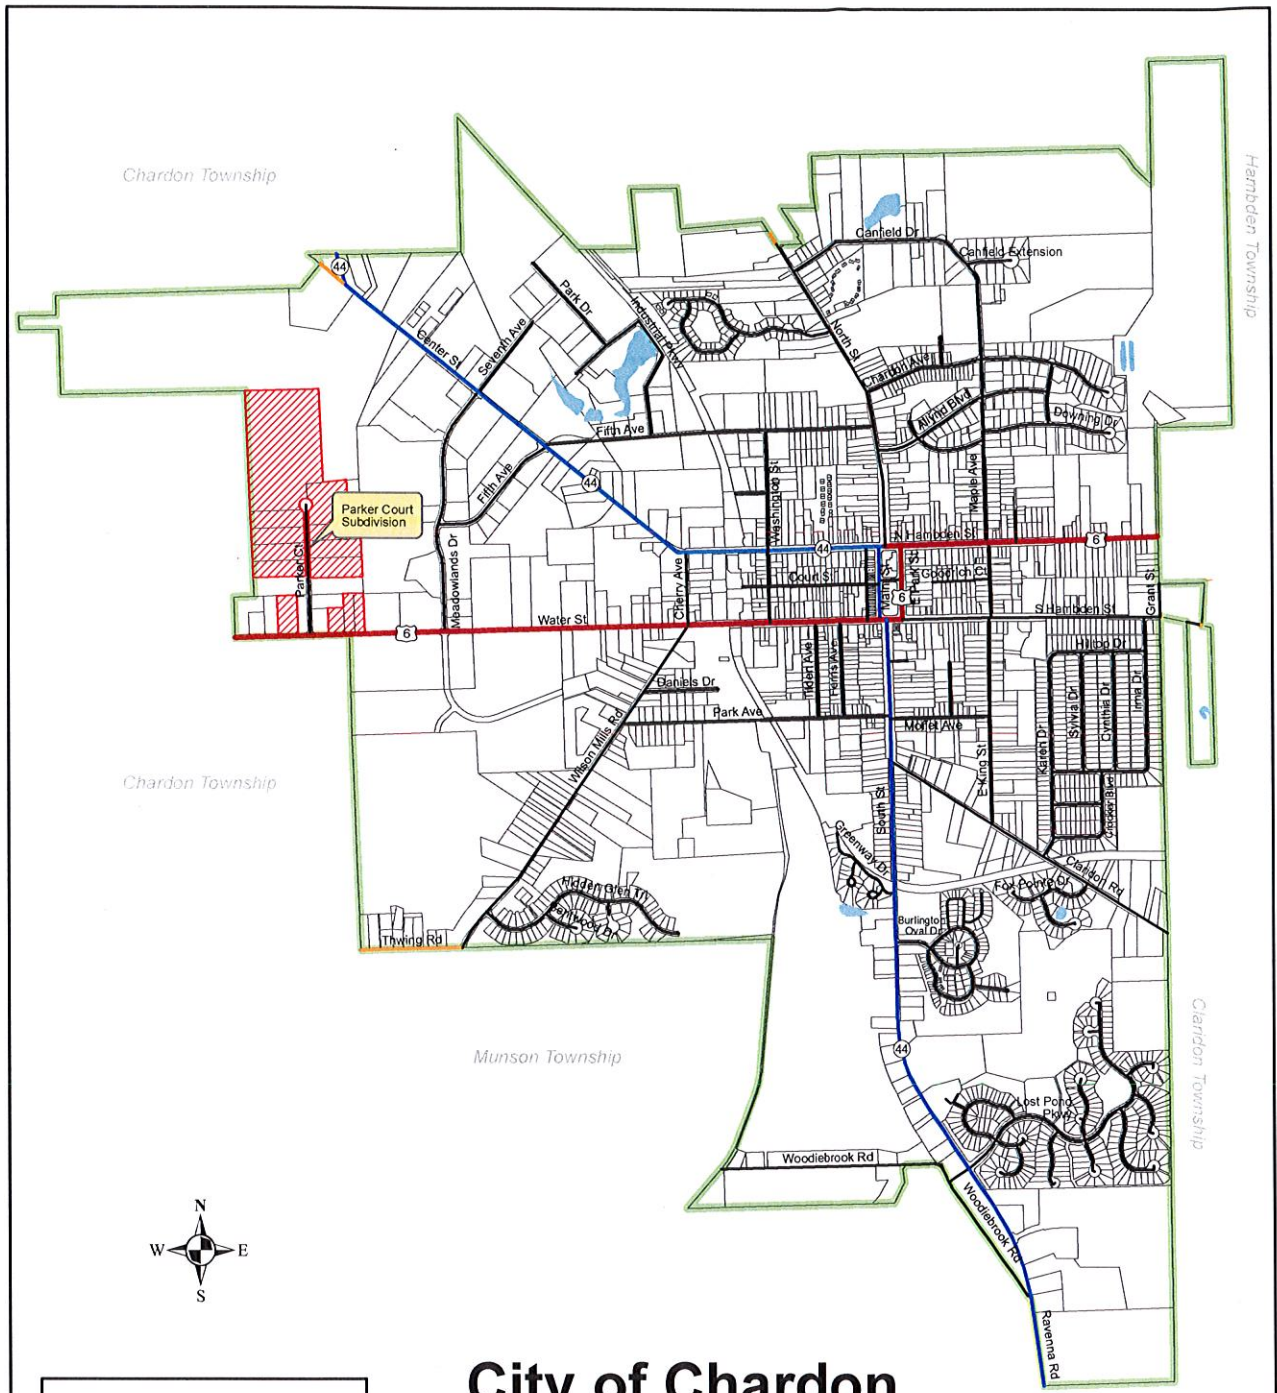 Chardon Township
Hambden Township
Canfield Dr
Canfield Extension
44
Park Dr
Industrial Pkwy
North St
Center St
Seventh Ave
Chardon Ave
Allynd Blvd
Downing Dr
Fifth Ave
44
Fifth Ave
Washington St
Maple Ave
Parker Court
Subdivision
Parker Ct
Meadowlands Dr
N Hambden St
6
44
Court St
Main St
E Park St
Goodrich Ct
Cherry Ave
Grant St
6
Water St
6
S Hambden St
Hilltop Dr
Tilden Ave
Ferris Ave
Daniels Dr
Park Ave
Moffet Ave
Wilson Mills Rd
Karen Dr
Sylvia Dr
Cynthia Dr
Irma Dr
E King St
Chardon Township
South St
Crocker Blvd
Greenway Dr
Claridon Rd
Fox Pointe Dr
Hidden Glen Trl
Burlington
Oval Dr
Thwing Rd
Claridon Township
Munson Township
44
Lost Pond
Pkwy
Woodiebrook Rd
Woodiebrook Rd
N
W
E
S
Ravenna Rd
City of Chardon